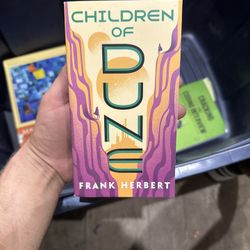 CHILDREN
OF
DUNE
FRANK HERBERT